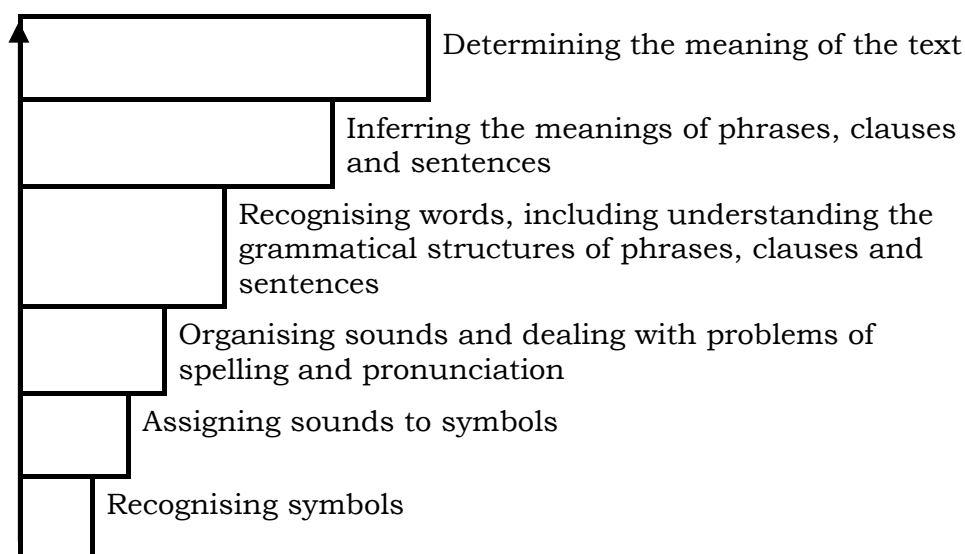 Determining the meaning of the text
Inferring the meanings of phrases, clauses
and sentences
Recognising words, including understanding the
grammatical structures of phrases, clauses and
sentences
Organising sounds and dealing with problems of
spelling and pronunciation
Assigning sounds to symbols
Recognising symbols